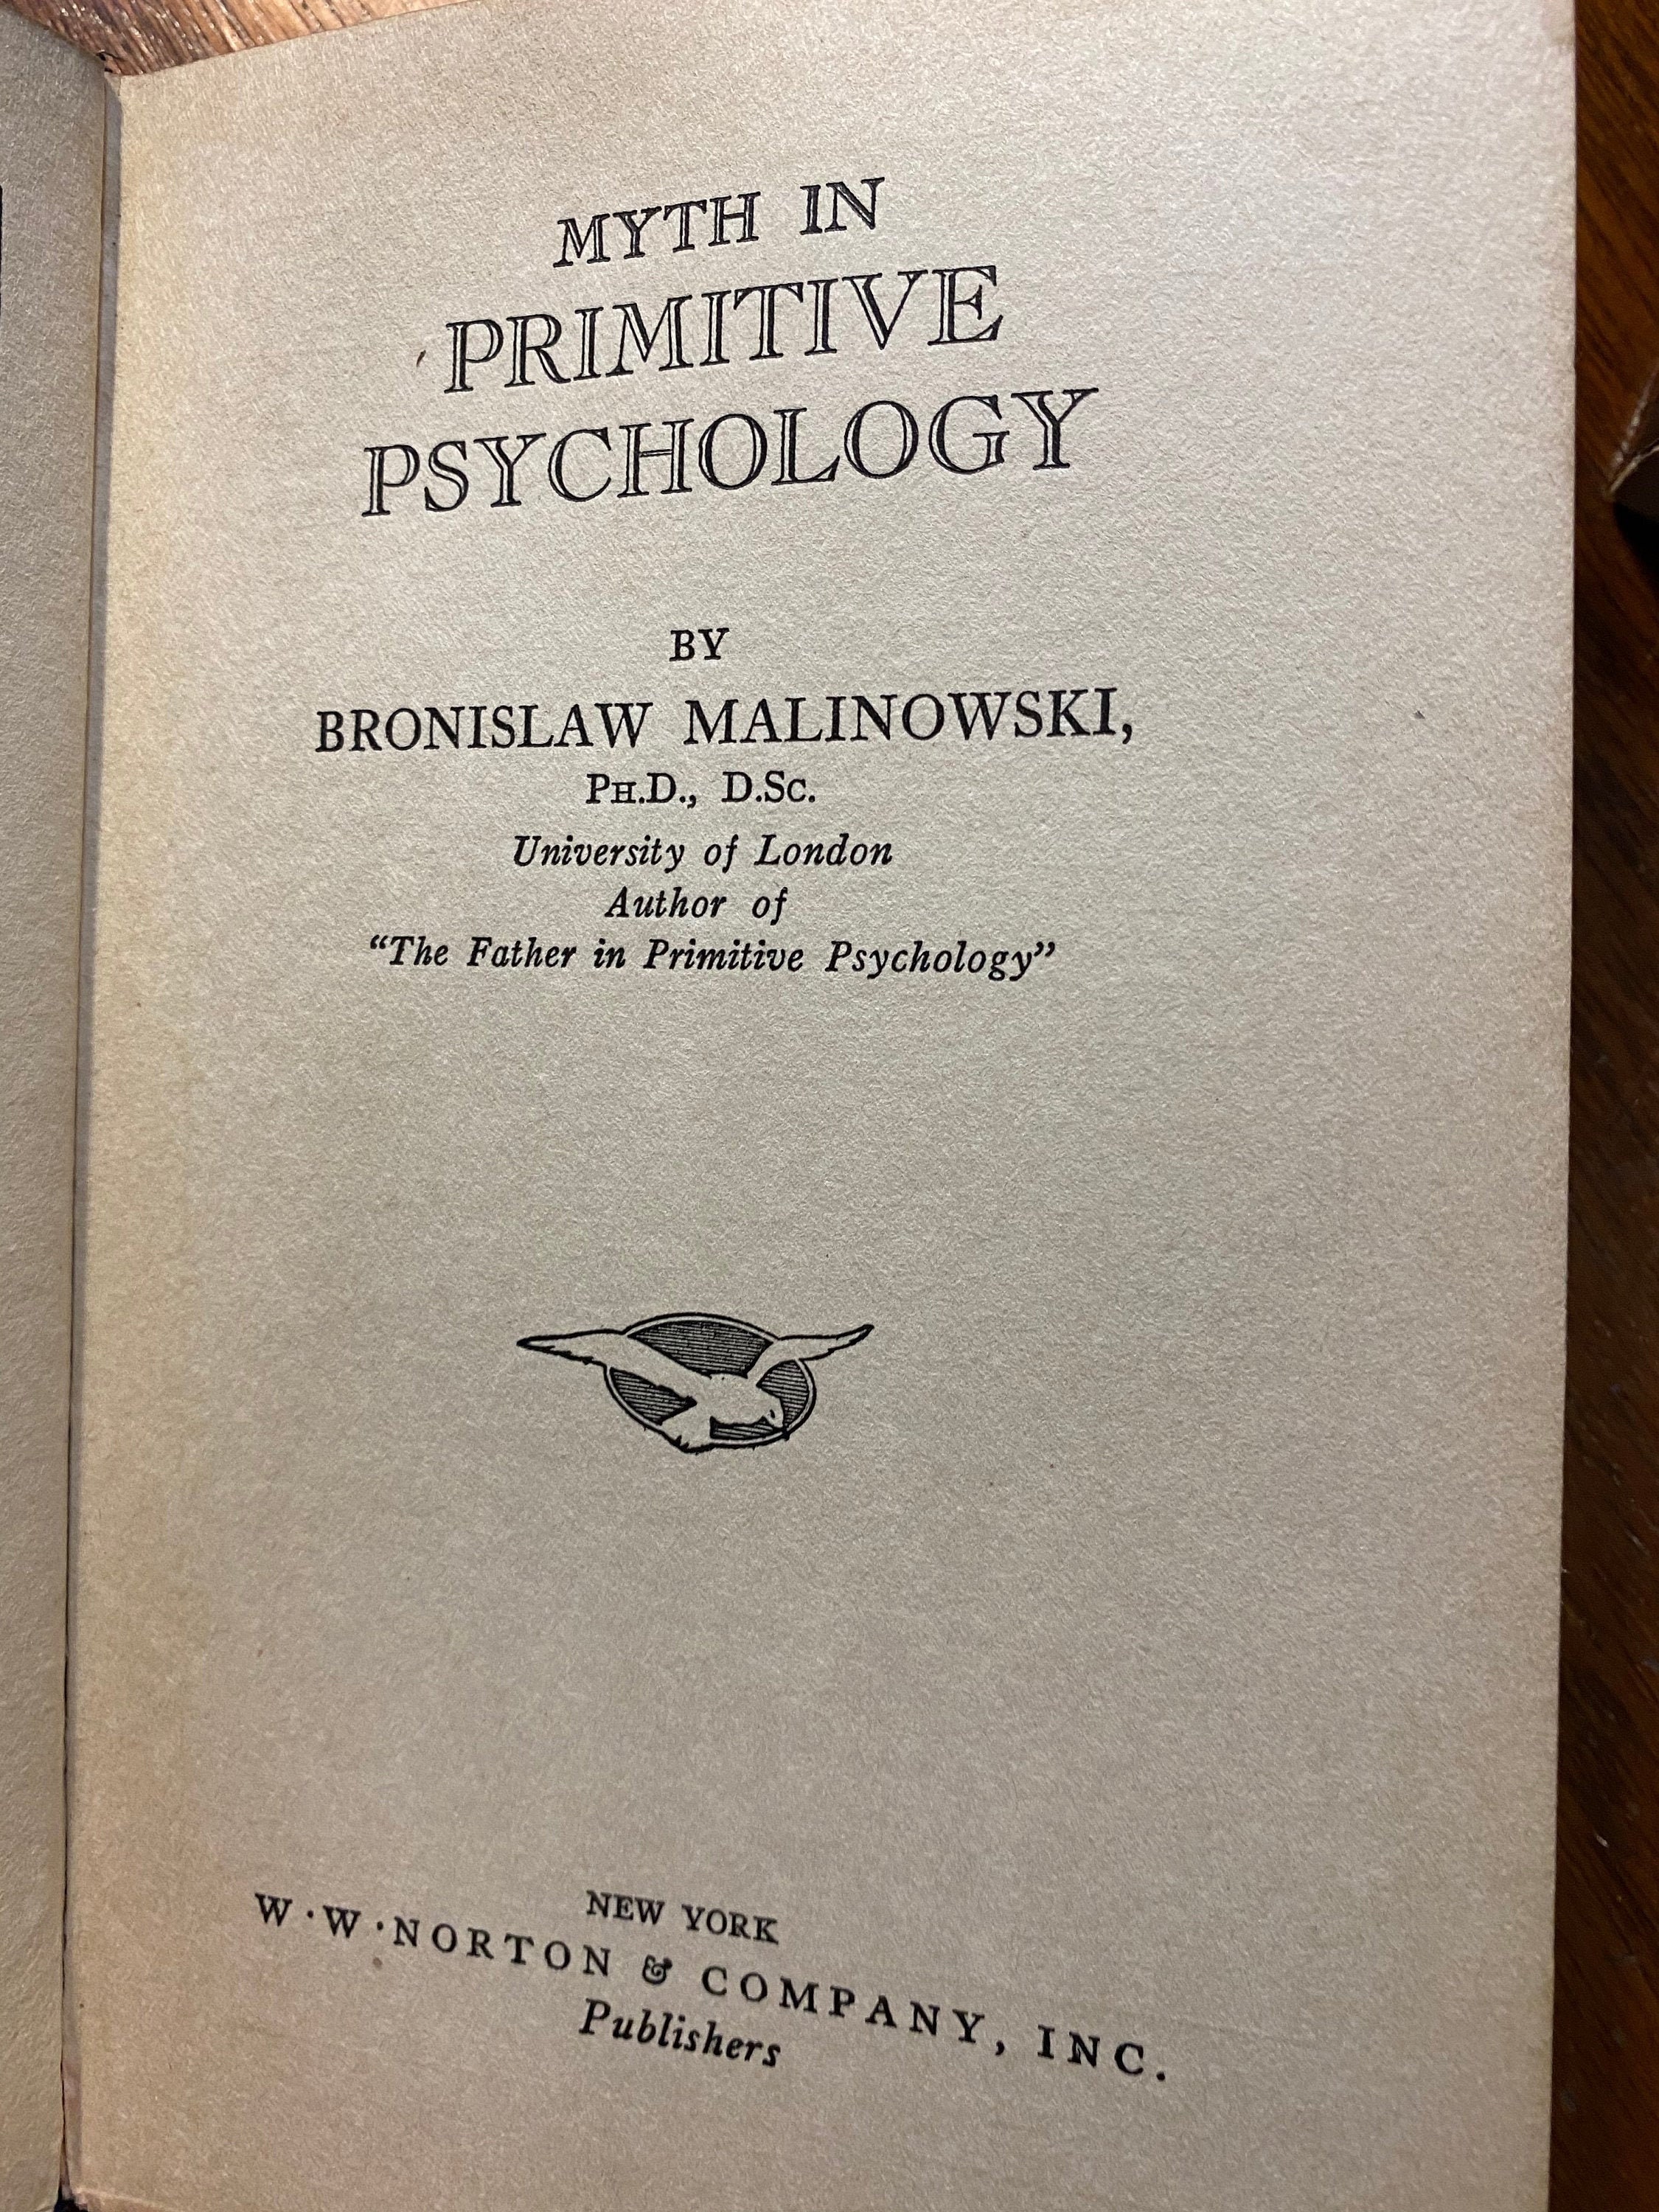 MYTH IN
PRIMITIVE
PSYCHOLOGY
BY
BRONISLAW MALINOWSKI,
PH.D., D.SC.
University of London
Author of
“The Father in Primitive Psychology”
NEW YORK
W·W·NORTON & COMPANY, INC.
Publishers